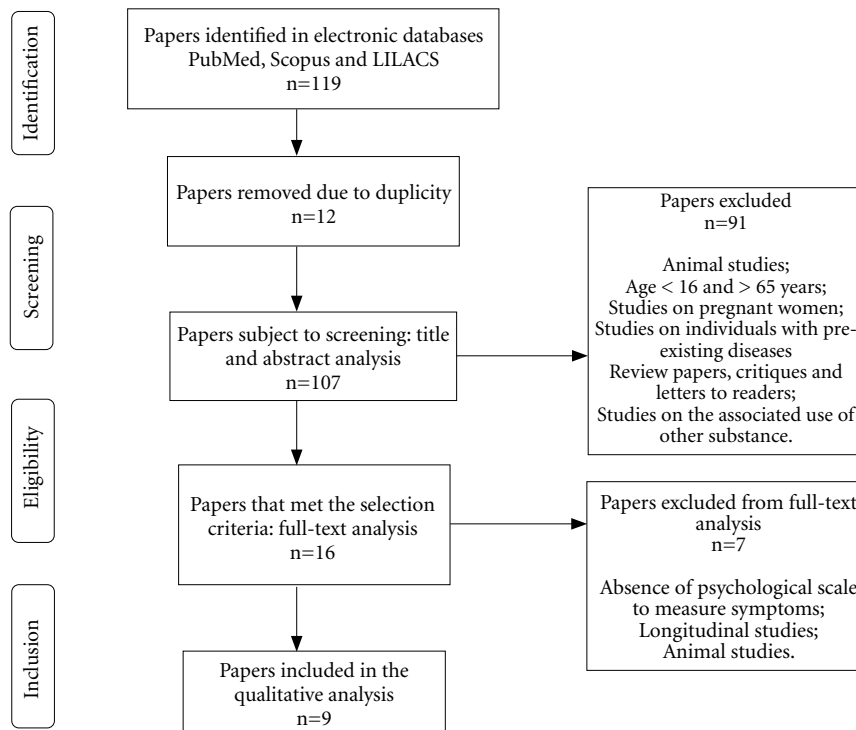 Identification
Papers identified in electronic databases
PubMed, Scopus and LILACS
n=119
Papers removed due to duplicity
n=12
Screening
Papers subject to screening: title
and abstract analysis
n=107
Papers excluded
n=91
Animal studies;
Age < 16 and > 65 years;
Studies on pregnant women;
Studies on individuals with pre-
existing diseases
Review papers, critiques and
letters to readers;
Studies on the associated use of
other substance.
Eligibility
Papers that met the selection
criteria: full-text analysis
n=16
Papers excluded from full-text
analysis
n=7
Absence of psychological scale
to measure symptoms;
Longitudinal studies;
Animal studies.
Inclusion
Papers included in the
qualitative analysis
n=9